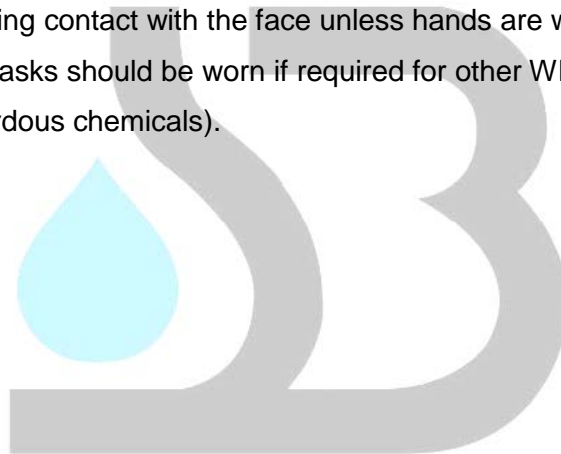 ing contact with the face unless hands are
asks should be worn if required for other
rdous chemicals).